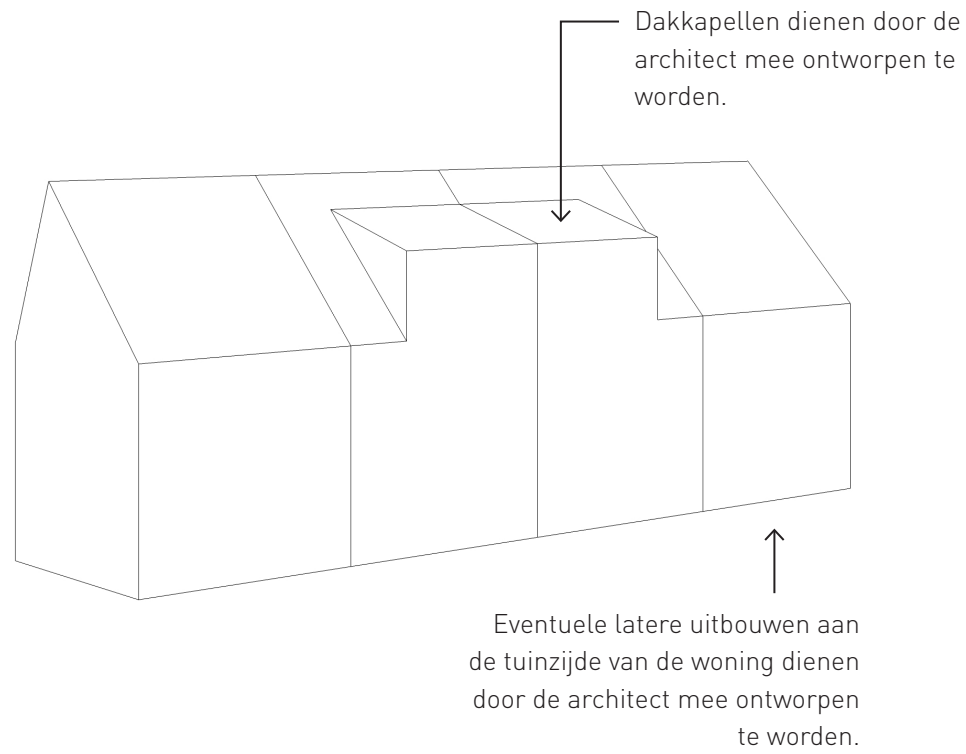 Dakkapellen dienen door de
architect mee ontworpen te
worden.
Eventuele latere uitbouwen aan
de tuinzijde van de woning dienen
door de architect mee ontworpen
te worden.